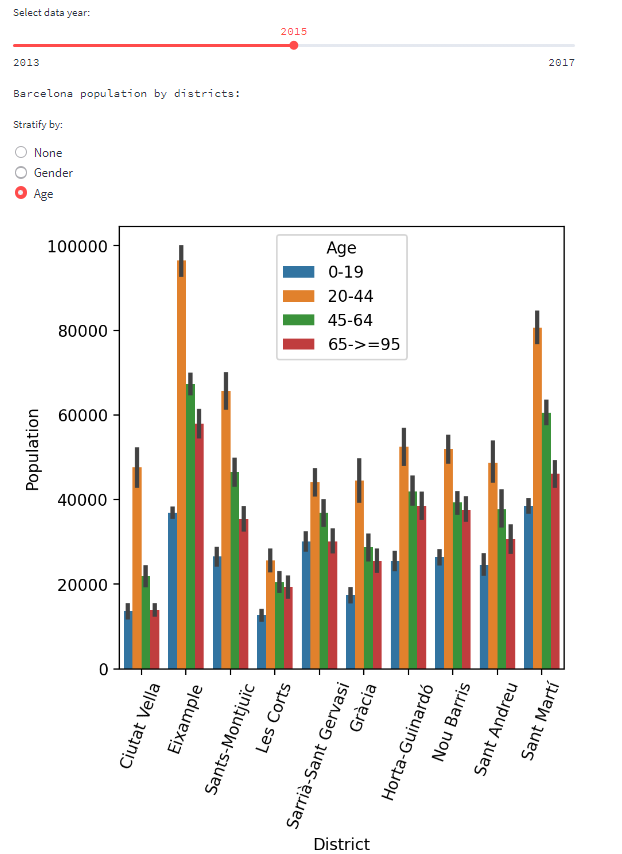 Select data year:
2015
2013 2017
Barcelona population by districts:
Stratify by:
None
Gender
Age
Age
0-19
20-44
45-64
65->=95
100000
80000
60000
40000
20000
0
Population
Ciutat Vella
Eixample
Sants-Montjuïc
Les Corts
Sarrià-Sant Gervasi
Gràcia
Horta-Guinardó
Nou Barris
Sant Andreu
Sant Martí
District